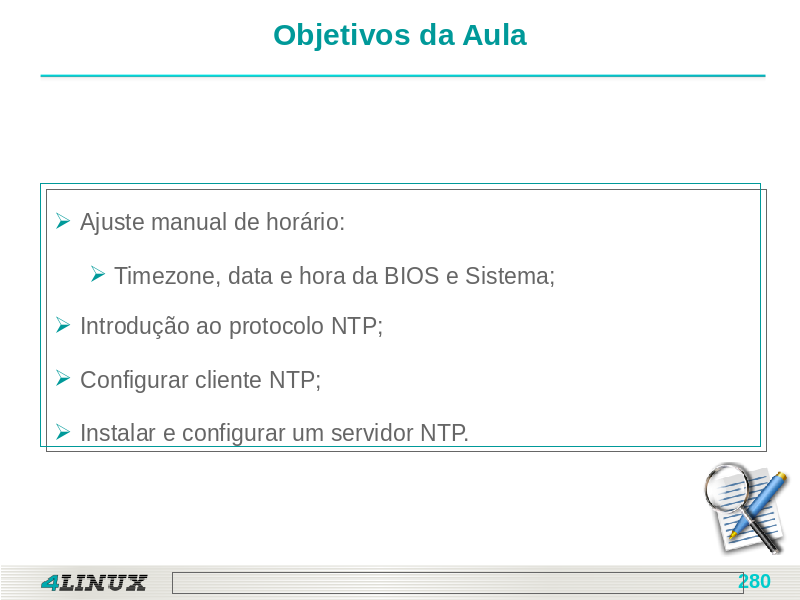 Objetivos da Aula
Ajuste manual de horário:
Timezone, data e hora da BIOS e Sistema;
Introdução ao protocolo NTP;
Configurar cliente NTP;
Instalar e configurar um servidor NTP.
4LINUX
280